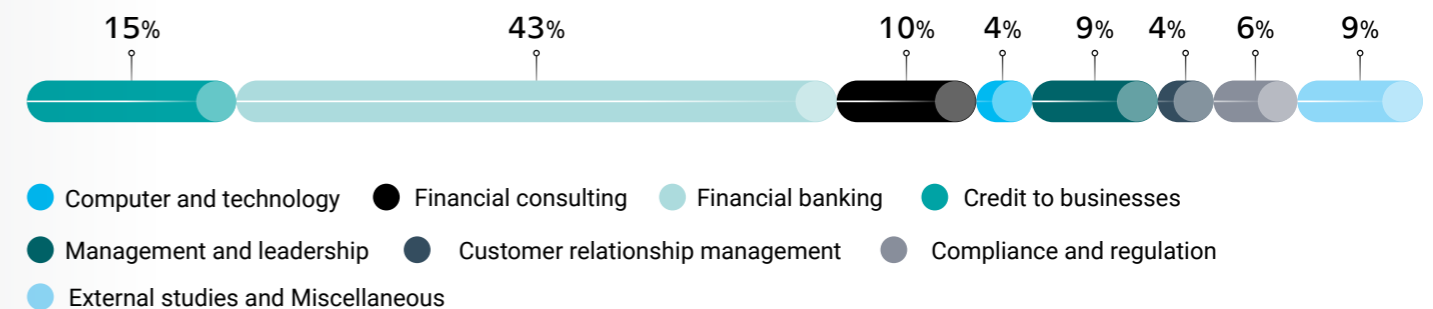 15% 43% 10% 4% 9% 4% 6% 9%
Computer and technology Financial consulting Financial banking Credit to businesses
Management and leadership Customer relationship management Compliance and regulation
External studies and Miscellaneous